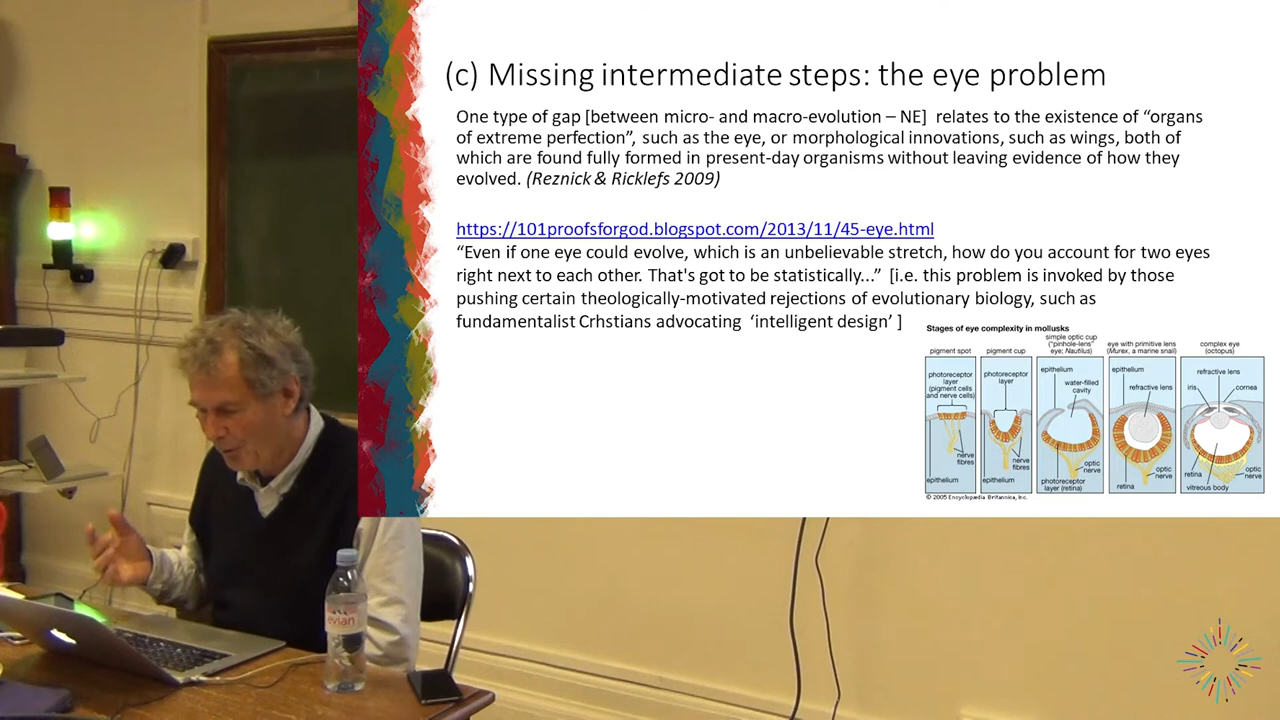 (c) Missing intermediate steps: the eye problem
One type of gap [between micro- and macro-evolution – NE]  relates to the existence of “organs
of extreme perfection”, such as the eye, or morphological innovations, such as wings, both of
which are found fully formed in present-day organisms without leaving evidence of how they
evolved. (Reznick & Ricklefs 2009)
https://101proofsforgod.blogspot.com/2013/11/45-eye.html
“Even if one eye could evolve, which is an unbelievable stretch, how do you account for two eyes
right next to each other. That's got to be statistically...”  [i.e. this problem is invoked by those
pushing certain theologically-motivated rejections of evolutionary biology, such as
fundamentalist Crhstians advocating  ‘intelligent design’ ]
Stages of eye complexity in mollusks
pigment spot
photoreceptor
layer
(pigment cells
and nerve cells)
nerve
fibres
epithelium
pigment cup
photoreceptor
layer
nerve
fibres
epithelium
simple optic cup
("pinhole-lens"
eye; Nautilus)
epithelium
water-filled
cavity
optic
nerve
photoreceptor
layer (retina)
eye with primitive lens
(Murex, a marine snail)
epithelium
refractive lens
optic
nerve
retina
complex eye
(octopus)
refractive lens
iris
cornea
retina
optic
nerve
vitreous body
© 2005 Encyclopædia Britannica, Inc.
evian